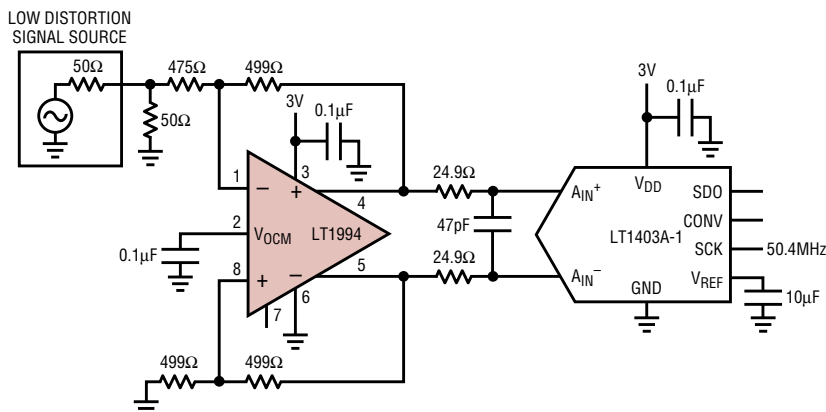 LOW DISTORTION
SIGNAL SOURCE
50Ω
475Ω
499Ω
50Ω
3V
0.1µF
0.1µF
3V
1
−
+
3
4
2
VOCM
LT1994
0.1µF
8
+
−
5
6
7
24.9Ω
47pF
24.9Ω
AIN+
AIN−
VDD
LT1403A-1
GND
SDO
CONV
SCK
50.4MHz
VREF
10µF
499Ω
499Ω